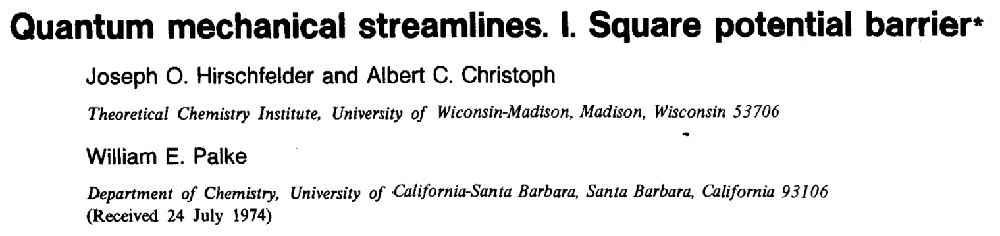 Quantum mechanical streamlines. I. Square potential barrier*
Joseph O. Hirschfelder and Albert C. Christoph
Theoretical Chemistry Institute, University of Wiconsin-Madison, Madison, Wisconsin 53706
William E. Palke
Department of Chemistry, University of California-Santa Barbara, Santa Barbara, California 93106
(Received 24 July 1974)